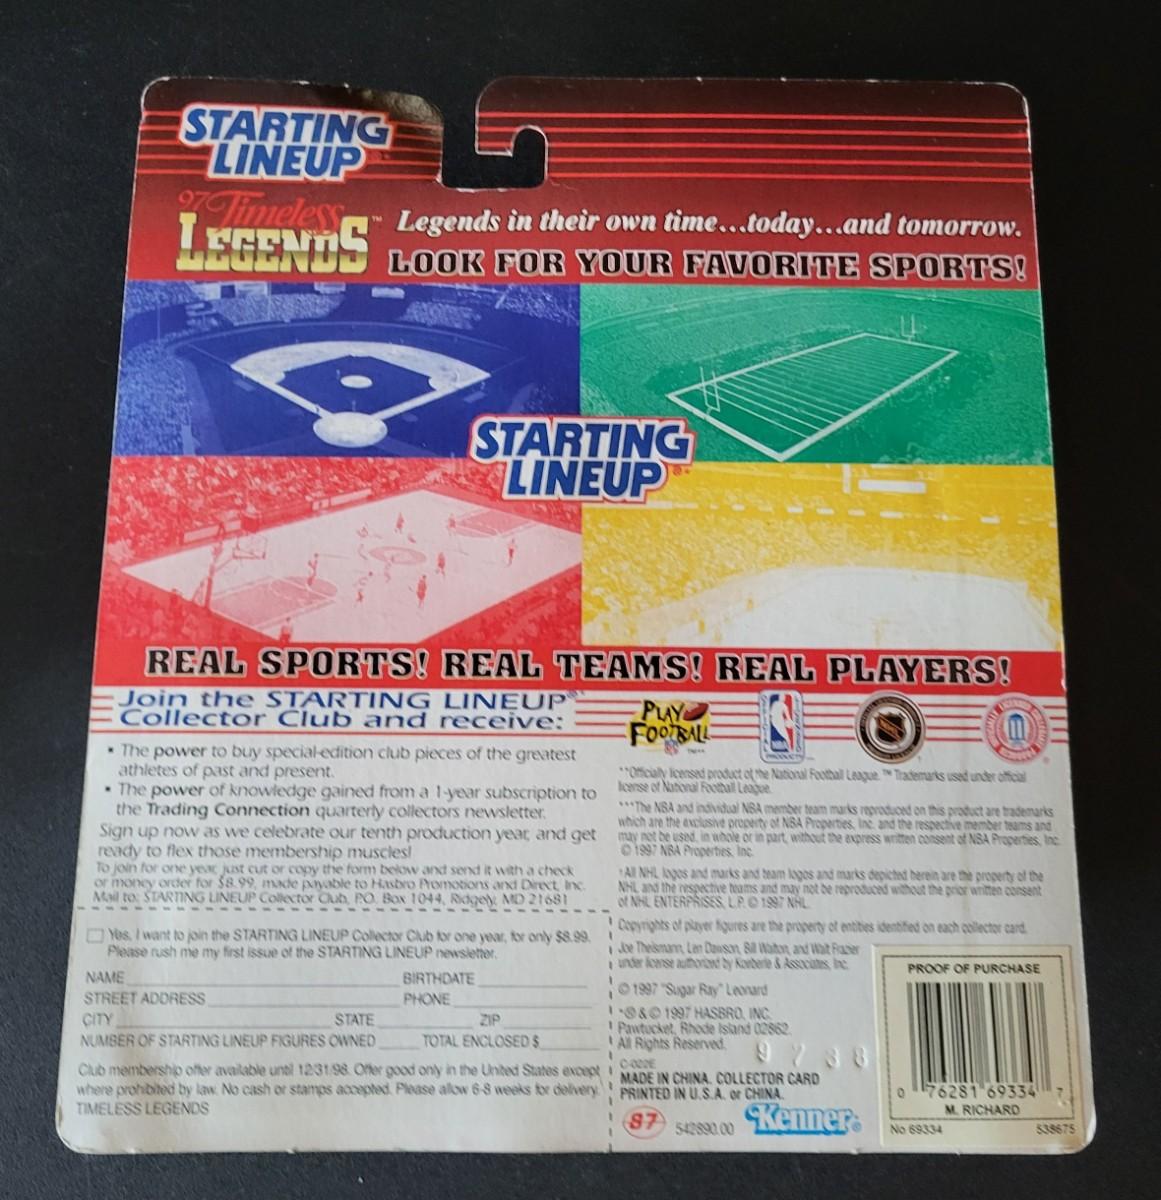 STARTING
LINEUP
97 Timeless
LEGENDS™
Legends in their own time...today...and tomorrow.
LOOK FOR YOUR FAVORITE SPORTS!
STARTING
LINEUP®*
REAL SPORTS! REAL TEAMS! REAL PLAYERS!
Join the STARTING LINEUP®*
Collector Club and receive:
• The power to buy special-edition club pieces of the greatest
athletes of past and present.
• The power of knowledge gained from a 1-year subscription to
the Trading Connection quarterly collectors newsletter.
Sign up now as we celebrate our tenth production year, and get
ready to flex those membership muscles!
To join for one year, just cut or copy the form below and send it with a check
or money order for $8.99, made payable to Hasbro Promotions and Direct, Inc.
Mail to: STARTING LINEUP Collector Club, P.O. Box 1044, Ridgely, MD 21681
Yes, I want to join the STARTING LINEUP Collector Club for one year, for only $8.99.
Please rush me my first issue of the STARTING LINEUP newsletter.
NAME BIRTHDATE
STREET ADDRESS PHONE
CITY STATE ZIP
NUMBER OF STARTING LINEUP FIGURES OWNED TOTAL ENCLOSED $
Club membership offer available until 12/31/98. Offer good only in the United States except
where prohibited by law. No cash or stamps accepted. Please allow 6-8 weeks for delivery.
TIMELESS LEGENDS
PLAY
FOOTBALL
NFL
TM**
NBA
PRODUCTS
NHL
**Officially licensed product of the National Football League. ™ Trademarks used under official
license of National Football League.
***The NBA and individual NBA member team marks reproduced on this product are trademarks
which are the exclusive property of NBA Properties, Inc. and the respective member teams and
may not be used, in whole or in part, without the express written consent of NBA Properties, Inc.
© 1997 NBA Properties, Inc.
†All NHL logos and marks and team logos and marks depicted herein are the property of the
NHL and the respective teams and may not be reproduced without the prior written consent
of NHL ENTERPRISES, L.P. © 1997 NHL.
Copyrights of player figures are the property of entities identified on each collector card.
Joe Theismann, Len Dawson, Bill Walton, and Walt Frazier
under license authorized by Koeberle & Associates, Inc.
© 1997 "Sugar Ray" Leonard
*® & © 1997 HASBRO, INC.
Pawtucket, Rhode Island 02862.
All Rights Reserved.
C-022E
MADE IN CHINA. COLLECTOR CARD
PRINTED IN U.S.A. or CHINA.
97 542890.00 Kenner®*
PROOF OF PURCHASE
0 76281 69334 7
M. RICHARD
No 69334 538675